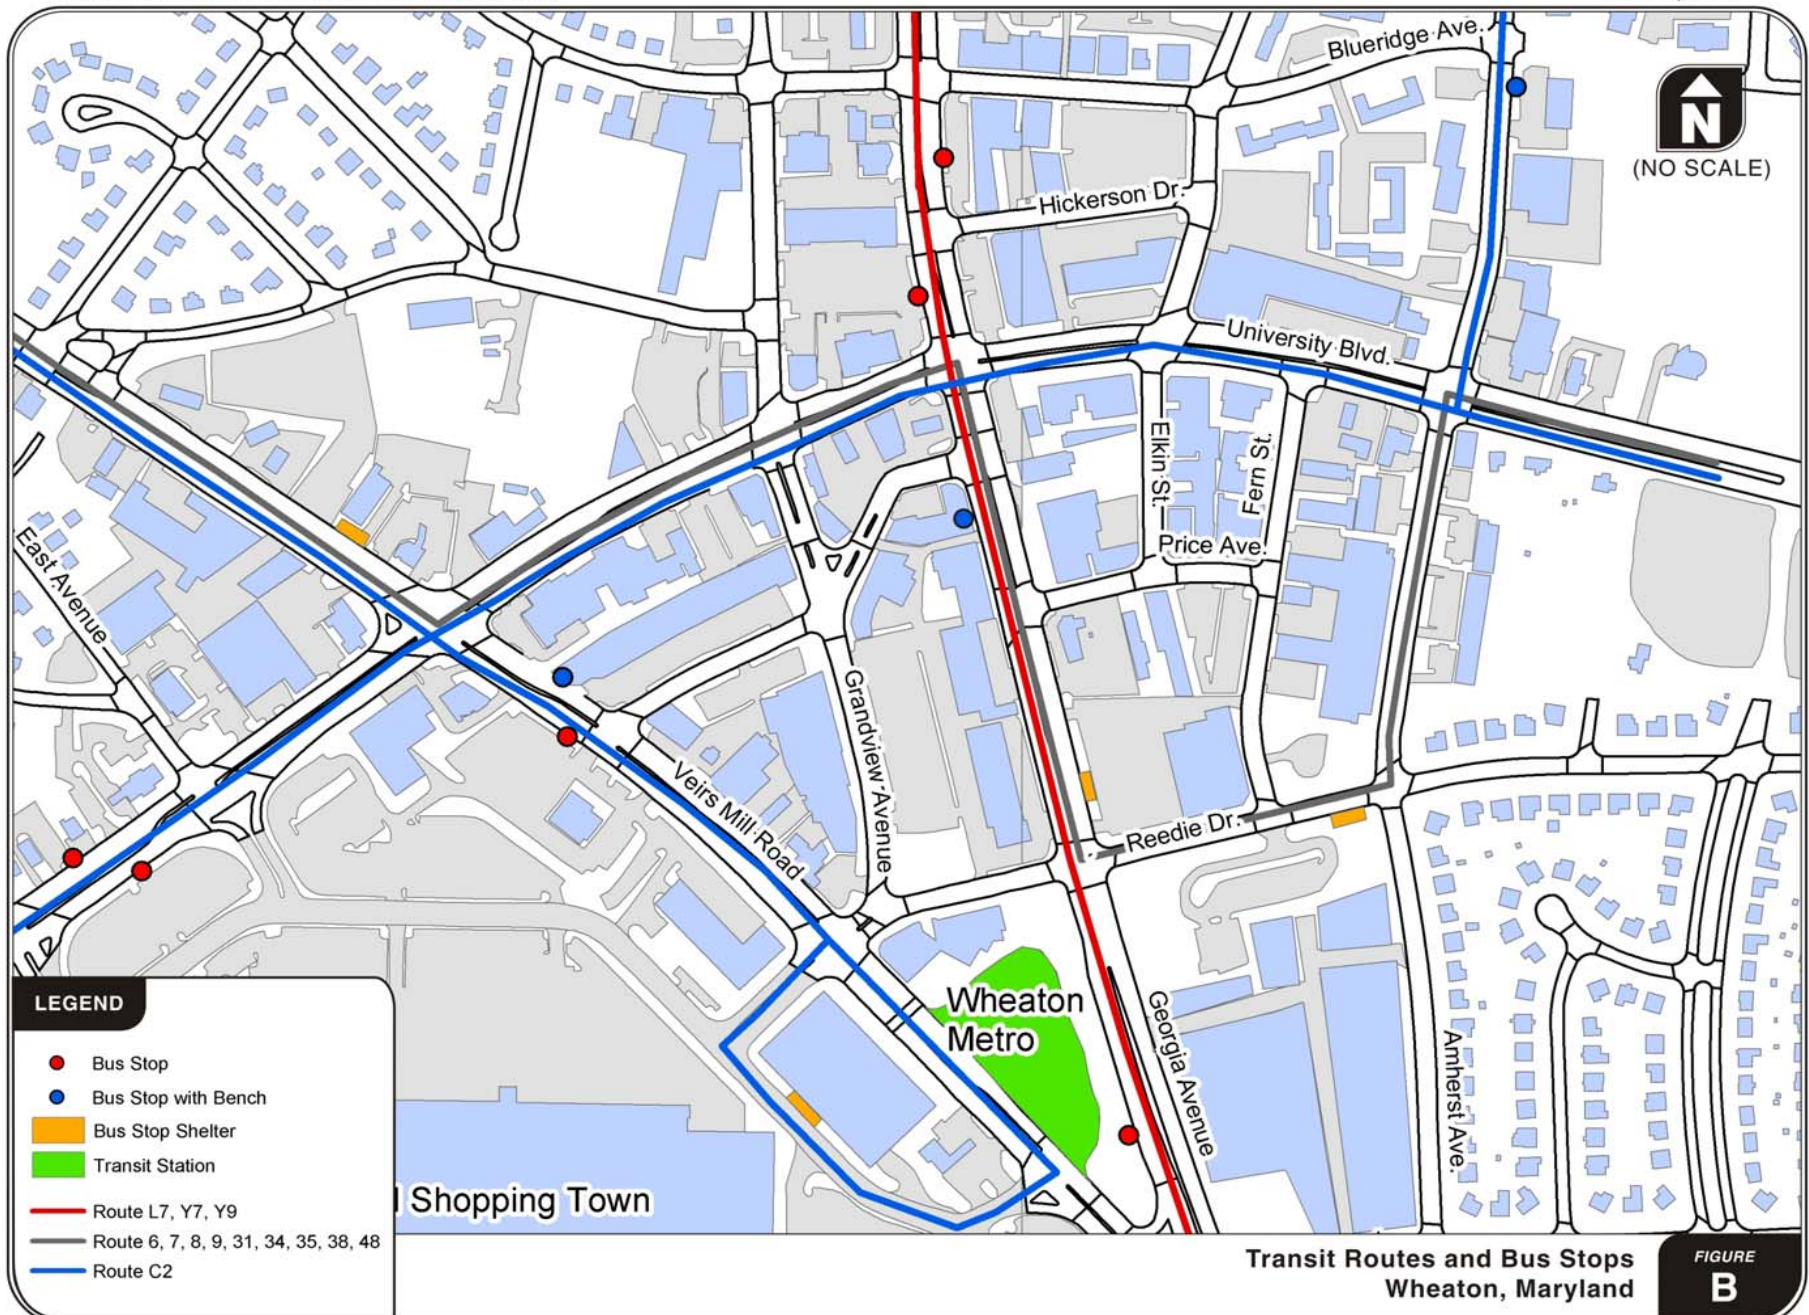 Blueridge Ave.
N
(NO SCALE)
Hickerson Dr.
University Blvd.
Elkin St.
Fern St.
Price Ave.
East Avenue
Grandview Avenue
Veirs Mill Road
Reedie Dr.
Wheaton
Metro
Georgia Avenue
Amherst Ave.
Shopping Town
LEGEND
Bus Stop
Bus Stop with Bench
Bus Stop Shelter
Transit Station
Route L7, Y7, Y9
Route 6, 7, 8, 9, 31, 34, 35, 38, 48
Route C2
Transit Routes and Bus Stops
Wheaton, Maryland
FIGURE
B